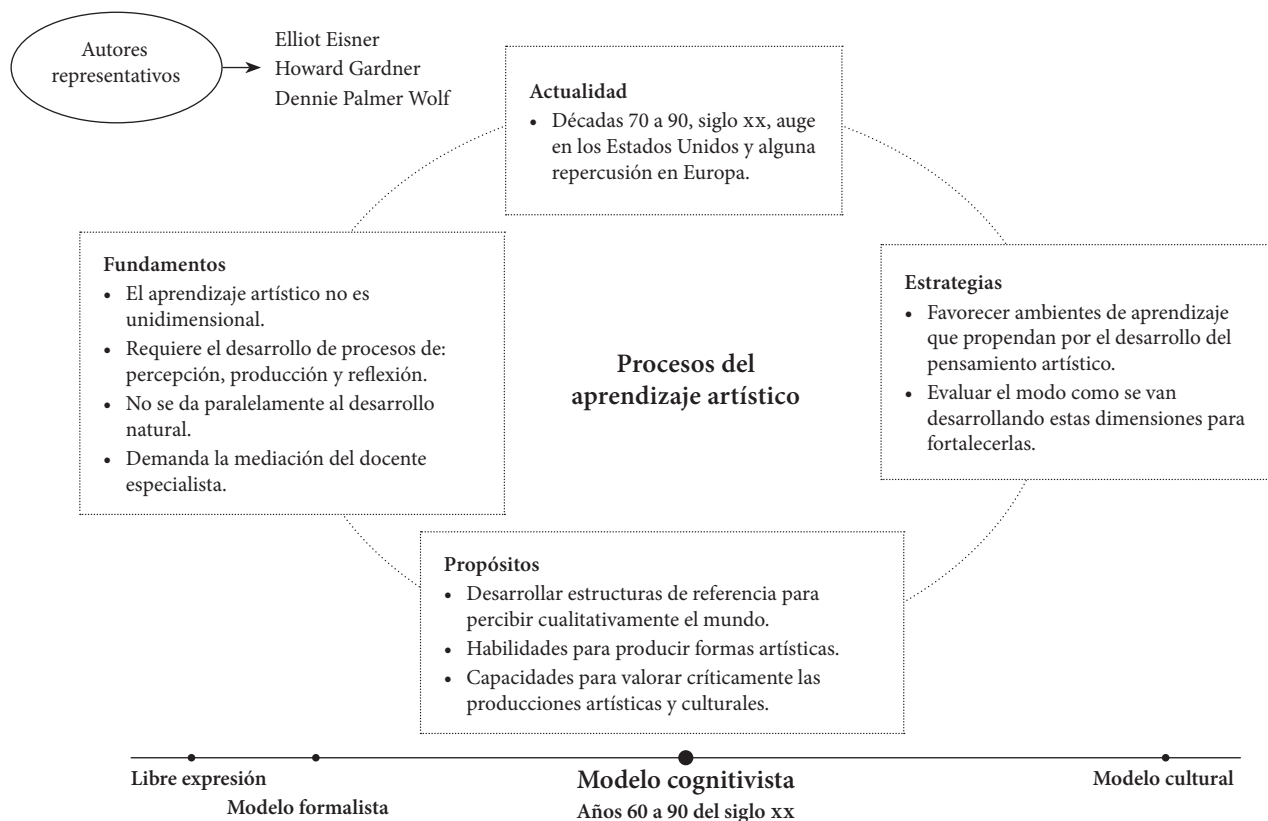 Autores
representativos
Elliot Eisner
Howard Gardner
Dennie Palmer Wolf
Actualidad
• Décadas 70 a 90, siglo xx, auge
en los Estados Unidos y alguna
repercusión en Europa.
Fundamentos
• El aprendizaje artístico no es
unidimensional.
• Requiere el desarrollo de procesos de:
percepción, producción y reflexión.
• No se da paralelamente al desarrollo
natural.
• Demanda la mediación del docente
especialista.
Procesos del
aprendizaje artístico
Estrategias
• Favorecer ambientes de aprendizaje
que propendan por el desarrollo del
pensamiento artístico.
• Evaluar el modo como se van
desarrollando estas dimensiones para
fortalecerlas.
Propósitos
• Desarrollar estructuras de referencia para
percibir cualitativamente el mundo.
• Habilidades para producir formas artísticas.
• Capacidades para valorar críticamente las
producciones artísticas y culturales.
Libre expresión
Modelo formalista
Modelo cognitivista
Años 60 a 90 del siglo xx
Modelo cultural